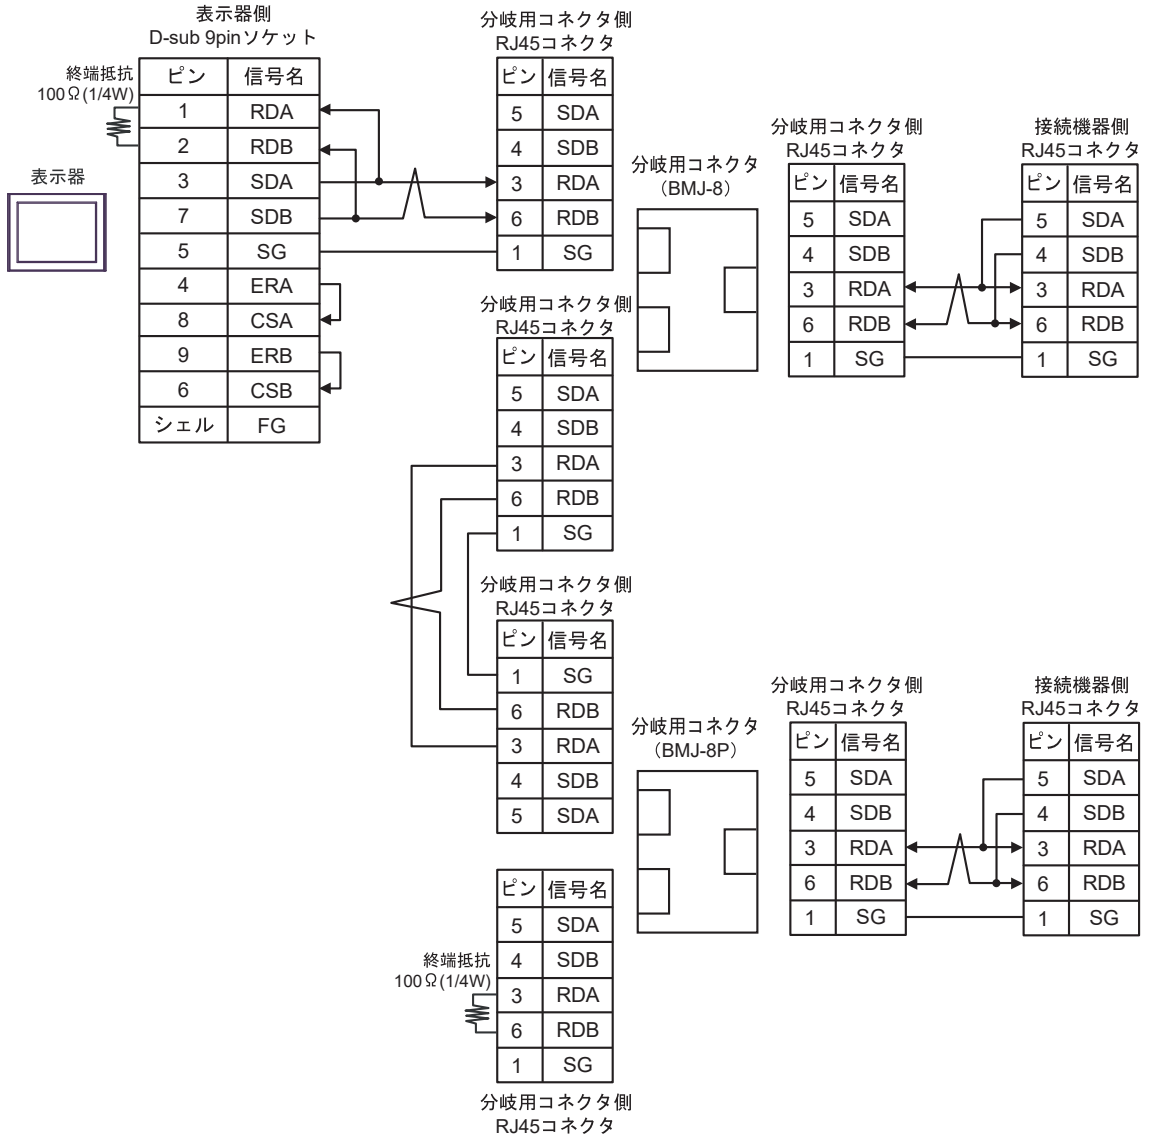 表示器側
D-sub 9pinソケット
終端抵抗
100Ω(1/4W)
ピン 信号名
1 RDA
2 RDB
3 SDA
7 SDB
5 SG
4 ERA
8 CSA
9 ERB
6 CSB
シェル FG
表示器
分岐用コネクタ側
RJ45コネクタ
ピン 信号名
5 SDA
4 SDB
3 RDA
6 RDB
1 SG
分岐用コネクタ
（BMJ-8）
分岐用コネクタ側
RJ45コネクタ
ピン 信号名
5 SDA
4 SDB
3 RDA
6 RDB
1 SG
接続機器側
RJ45コネクタ
ピン 信号名
5 SDA
4 SDB
3 RDA
6 RDB
1 SG
分岐用コネクタ側
RJ45コネクタ
ピン 信号名
5 SDA
4 SDB
3 RDA
6 RDB
1 SG
分岐用コネクタ側
RJ45コネクタ
ピン 信号名
1 SG
6 RDB
3 RDA
4 SDB
5 SDA
分岐用コネクタ
（BMJ-8P）
分岐用コネクタ側
RJ45コネクタ
ピン 信号名
5 SDA
4 SDB
3 RDA
6 RDB
1 SG
接続機器側
RJ45コネクタ
ピン 信号名
5 SDA
4 SDB
3 RDA
6 RDB
1 SG
終端抵抗
100Ω(1/4W)
ピン 信号名
5 SDA
4 SDB
3 RDA
6 RDB
1 SG
分岐用コネクタ側
RJ45コネクタ